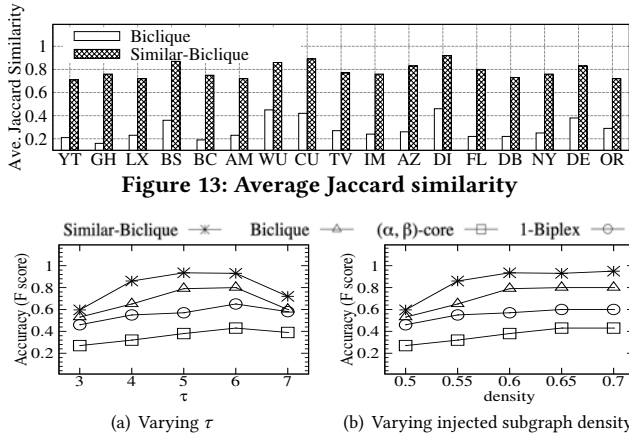 Ave. Jaccard Similarity
1
0.8
0.6
0.4
0.2
Biclique
Similar-Biclique
YT GH LX BS BC AM WU CU TV IM AZ DI FL DB NY DE OR
Figure 13: Average Jaccard similarity
Similar-Biclique Biclique (α, β)-core 1-Biplex
Accuracy (F score)
1
0.8
0.6
0.4
0.2
3 4 5 6 7
τ
(a) Varying τ
Accuracy (F score)
1
0.8
0.6
0.4
0.2
0.5 0.55 0.6 0.65 0.7
density
(b) Varying injected subgraph density